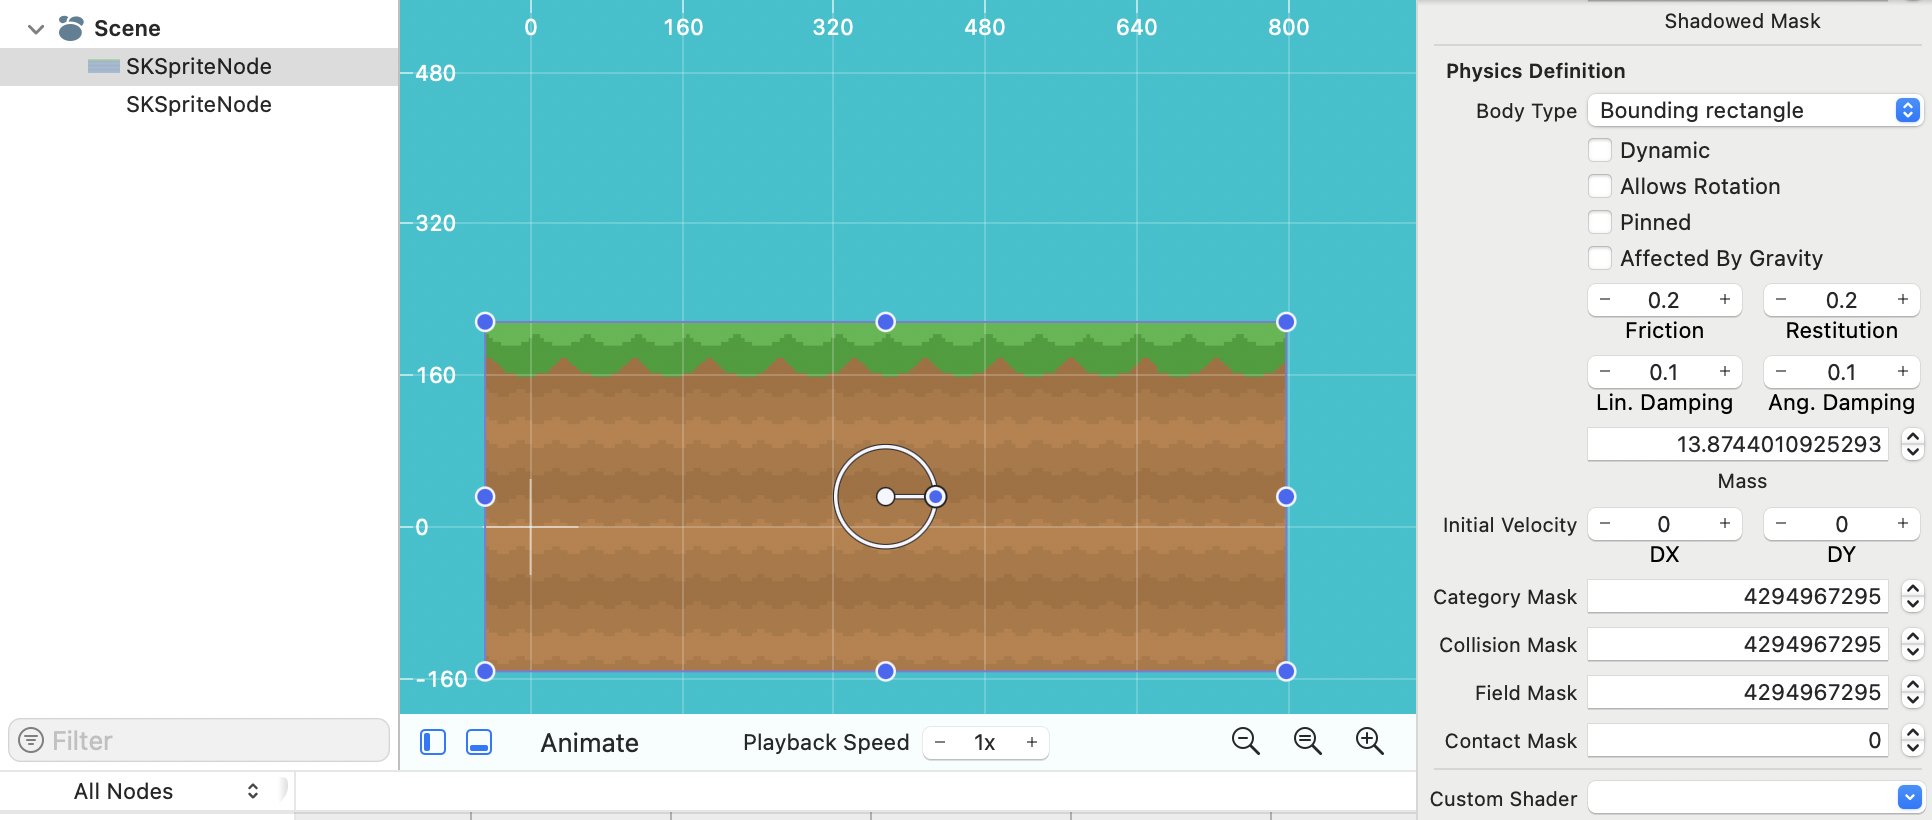 Scene
SKSpriteNode
SKSpriteNode
Filter
All Nodes
0 160 320 480 640 800
480
320
160
0
-160
Animate
Playback Speed − 1x +
Shadowed Mask
Physics Definition
Body Type Bounding rectangle
Dynamic
Allows Rotation
Pinned
Affected By Gravity
− 0.2 + − 0.2 +
Friction Restitution
− 0.1 + − 0.1 +
Lin. Damping Ang. Damping
13.8744010925293
Mass
Initial Velocity − 0 + − 0 +
DX DY
Category Mask 4294967295
Collision Mask 4294967295
Field Mask 4294967295
Contact Mask 0
Custom Shader